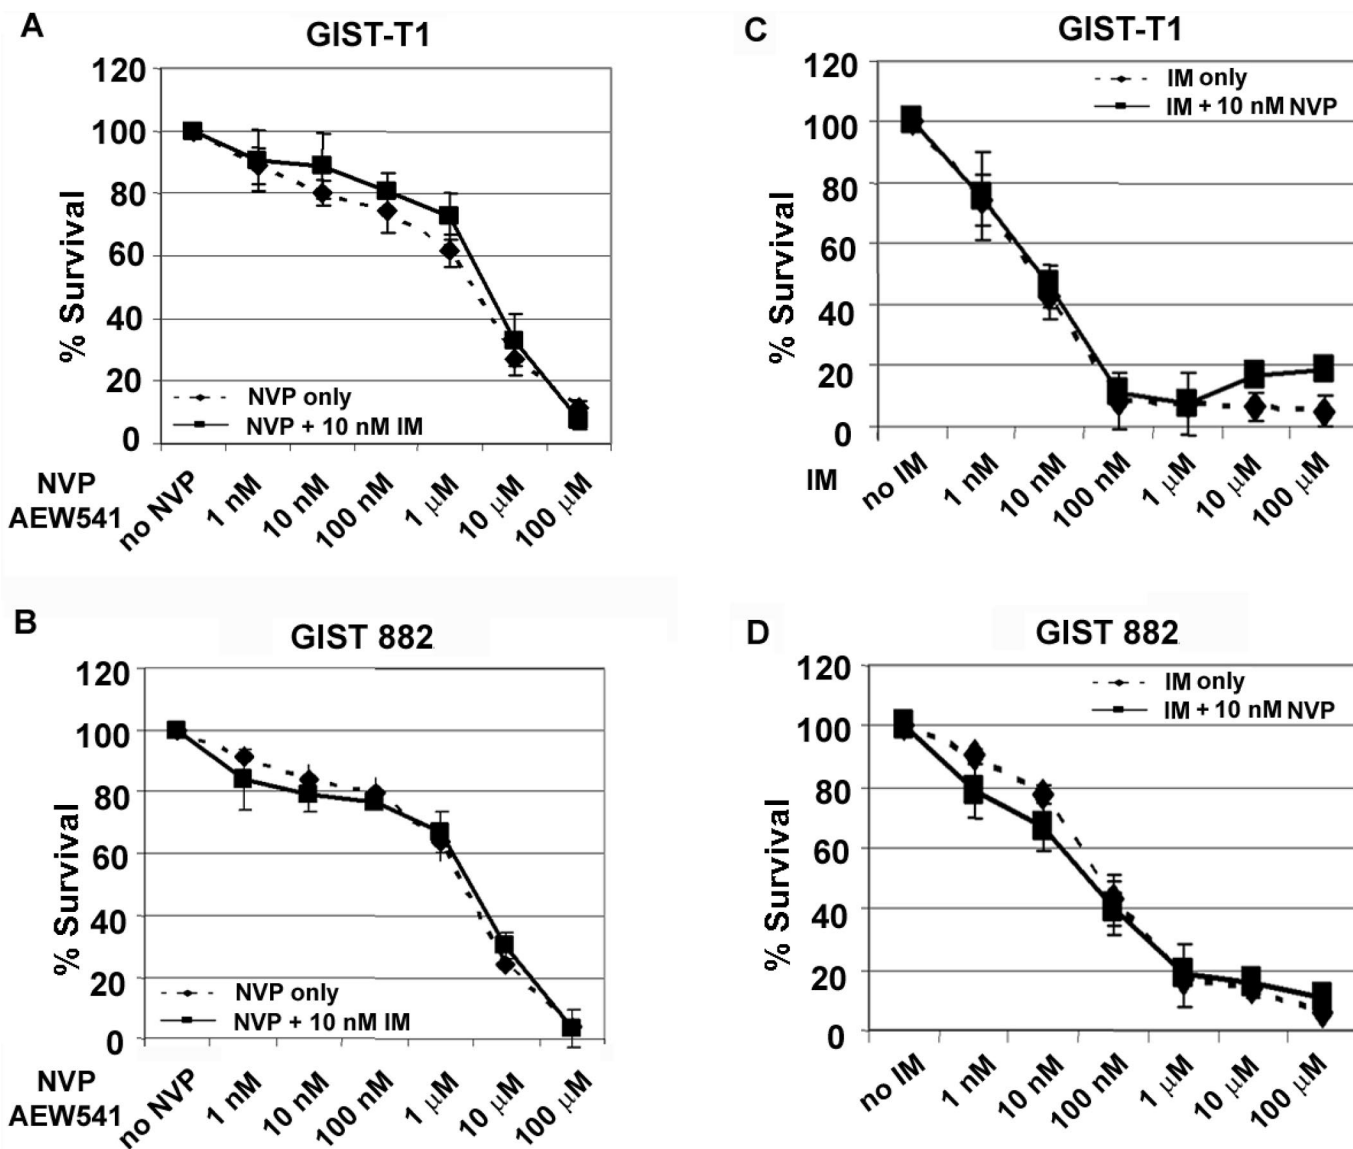 A
GIST-T1
120
100
80
60
40
20
0
% Survival
NVP only
NVP + 10 nM IM
NVP
AEW541
no NVP
1 nM
10 nM
100 nM
1 µM
10 µM
100 µM
C
GIST-T1
120
100
80
60
40
20
0
% Survival
IM only
IM + 10 nM NVP
IM
no IM
1 nM
10 nM
100 nM
1 µM
10 µM
100 µM
B
GIST 882
120
100
80
60
40
20
0
% Survival
NVP only
NVP + 10 nM IM
NVP
AEW541
no NVP
1 nM
10 nM
100 nM
1 µM
10 µM
100 µM
D
GIST 882
120
100
80
60
40
20
0
% Survival
IM only
IM + 10 nM NVP
no IM
1 nM
10 nM
100 nM
1 µM
10 µM
100 µM